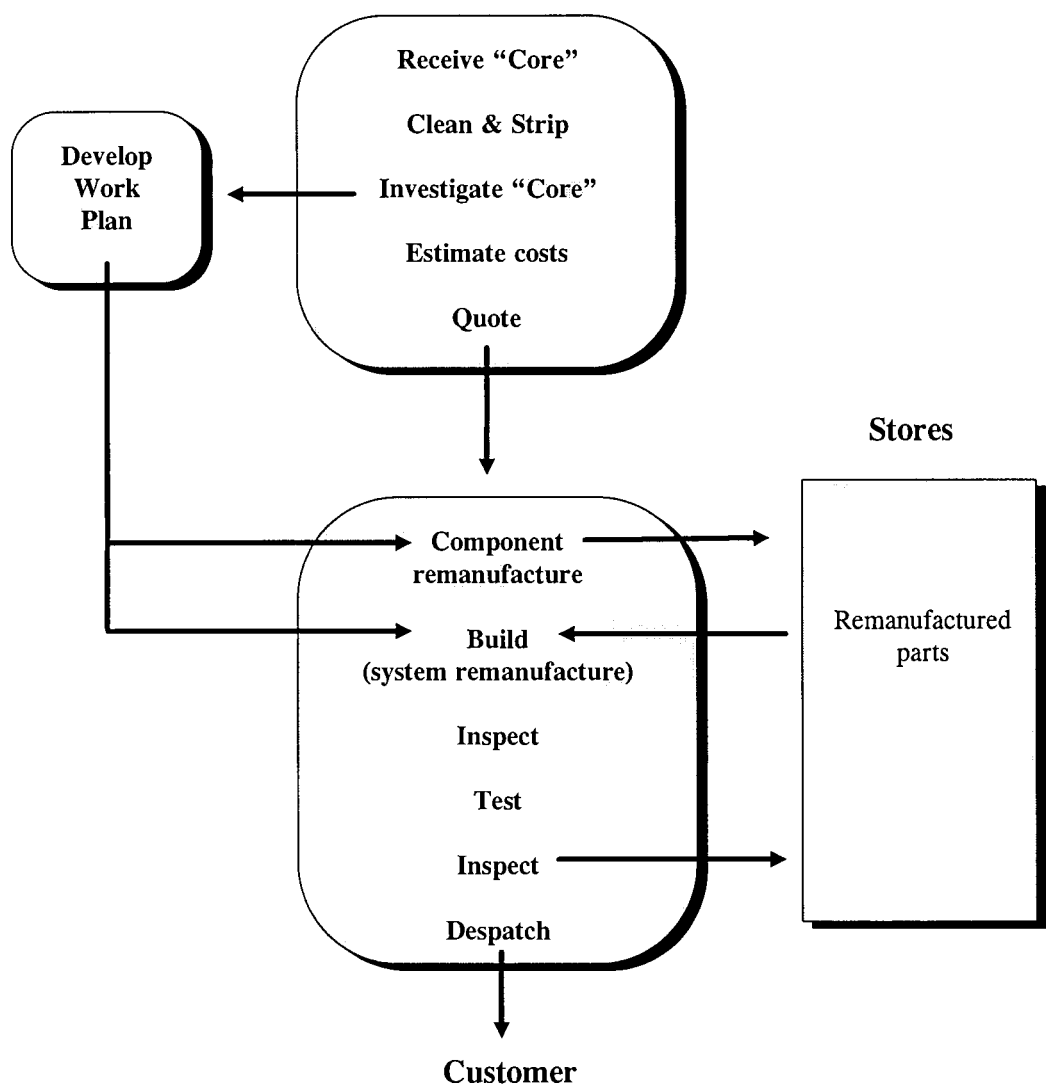 Receive “Core”
Clean & Strip
Develop
Work
Plan
Investigate “Core”
Estimate costs
Quote
Stores
Component
remanufacture
Build
(system remanufacture)
Remanufactured
parts
Inspect
Test
Inspect
Despatch
Customer